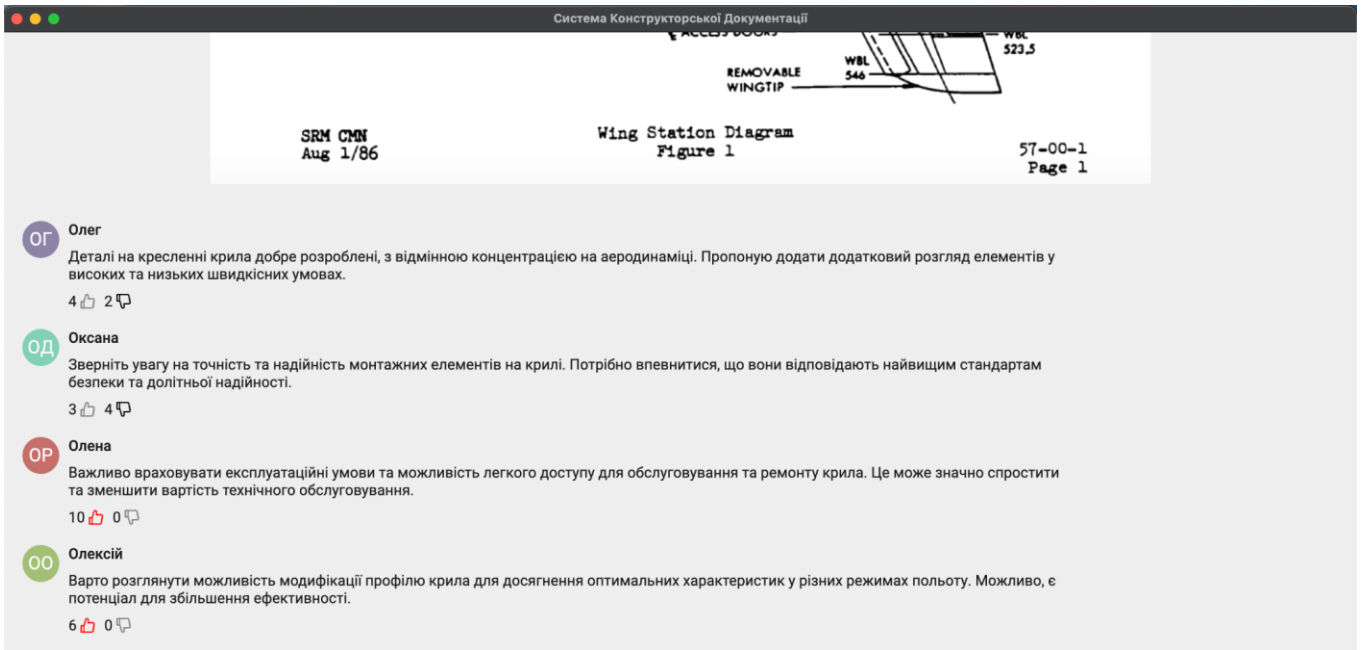 Система Конструкторської Документації
ACCESS DOORS
WBL
523.5
WBL
546
REMOVABLE
WINGTIP
SRM CMN
Aug 1/86
Wing Station Diagram
Figure 1
57-00-1
Page 1
ОГ
Олег
Деталі на кресленні крила добре розроблені, з відмінною концентрацією на аеродинаміці. Пропоную додати додатковий розгляд елементів у
високих та низьких швидкісних умовах.
4 2
ОД
Оксана
Зверніть увагу на точність та надійність монтажних елементів на крилі. Потрібно впевнитися, що вони відповідають найвищим стандартам
безпеки та долітньої надійності.
3 4
ОР
Олена
Важливо враховувати експлуатаційні умови та можливість легкого доступу для обслуговування та ремонту крила. Це може значно спростити
та зменшити вартість технічного обслуговування.
10 0
ОО
Олексій
Варто розглянути можливість модифікації профілю крила для досягнення оптимальних характеристик у різних режимах польоту. Можливо, є
потенціал для збільшення ефективності.
6 0